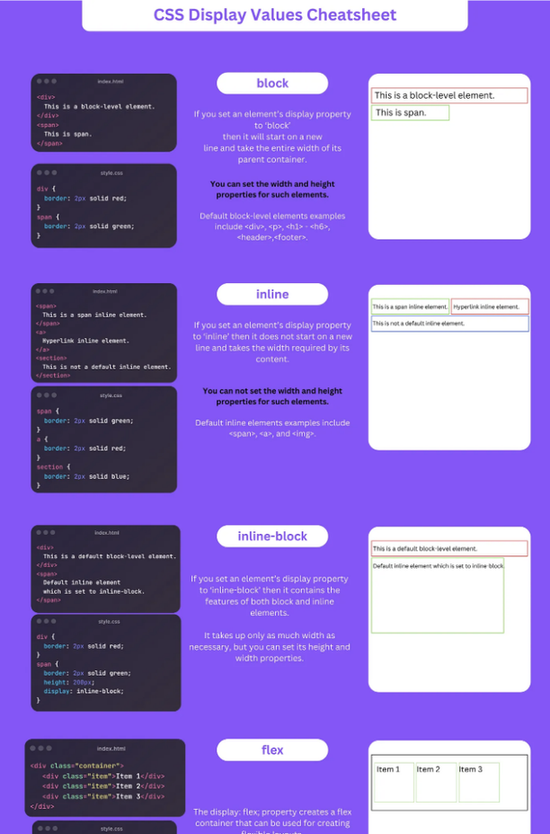 CSS Display Values Cheatsheet
index.html
<div>
This is a block-level element.
</div>
<span>
This is span.
</span>
style.css
div {
border: 2px solid red;
}
span {
border: 2px solid green;
}
block
If you set an element's display property
to 'block'
then it will start on a new
line and take the entire width of its
parent container.
You can set the width and height
properties for such elements.
Default block-level elements examples
include <div>, <p>, <h1> - <h6>,
<header>,<footer>.
This is a block-level element.
This is span.
index.html
<span>
This is a span inline element.
</span>
<a>
Hyperlink inline element.
</a>
<section>
This is not a default inline element.
</section>
style.css
span {
border: 2px solid green;
}
a {
border: 2px solid red;
}
section {
border: 2px solid blue;
}
inline
If you set an element's display property
to 'inline' then it does not start on a new
line and takes the width required by its
content.
You can not set the width and height
properties for such elements.
Default inline elements examples include
<span>, <a>, and <img>.
This is a span inline element.
Hyperlink inline element.
This is not a default inline element.
index.html
<div>
This is a default block-level element.
</div>
<span>
Default inline element
which is set to inline-block.
</span>
style.css
div {
border: 2px solid red;
}
span {
border: 2px solid green;
height: 200px;
display: inline-block;
}
inline-block
If you set an element's display property
to 'inline-block' then it contains the
features of both block and inline
elements.
It takes up only as much width as
necessary, but you can set its height and
width properties.
This is a default block-level element.
Default inline element which is set to inline-block.
index.html
<div class="container">
<div class="item">Item 1</div>
<div class="item">Item 2</div>
<div class="item">Item 3</div>
</div>
style.css
flex
The display: flex; property creates a flex
container that can be used for creating
flexible layouts
Item 1
Item 2
Item 3